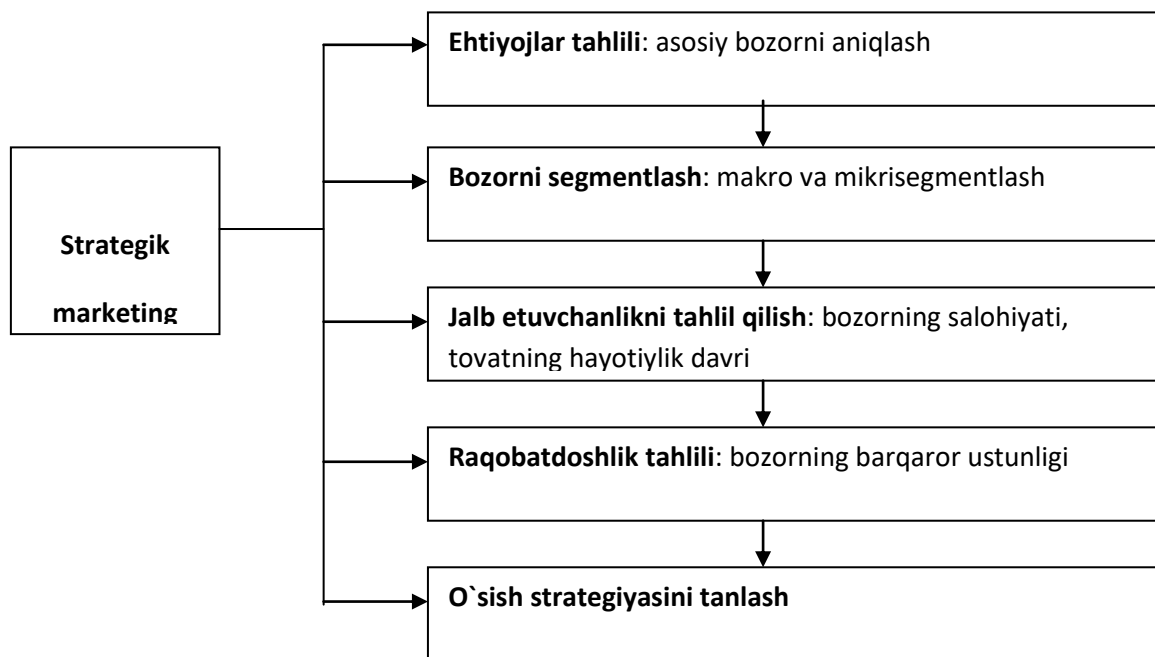 Ehtiyojlar tahlili: asosiy bozorni aniqlash
Bozorni segmentlash: makro va mikrisegmentlash
Strategik
marketing
Jalb etuvchanlikni tahlil qilish: bozorning salohiyati,
tovatning hayotiylik davri
Raqobatdoshlik tahlili: bozorning barqaror ustunligi
O`sish strategiyasini tanlash